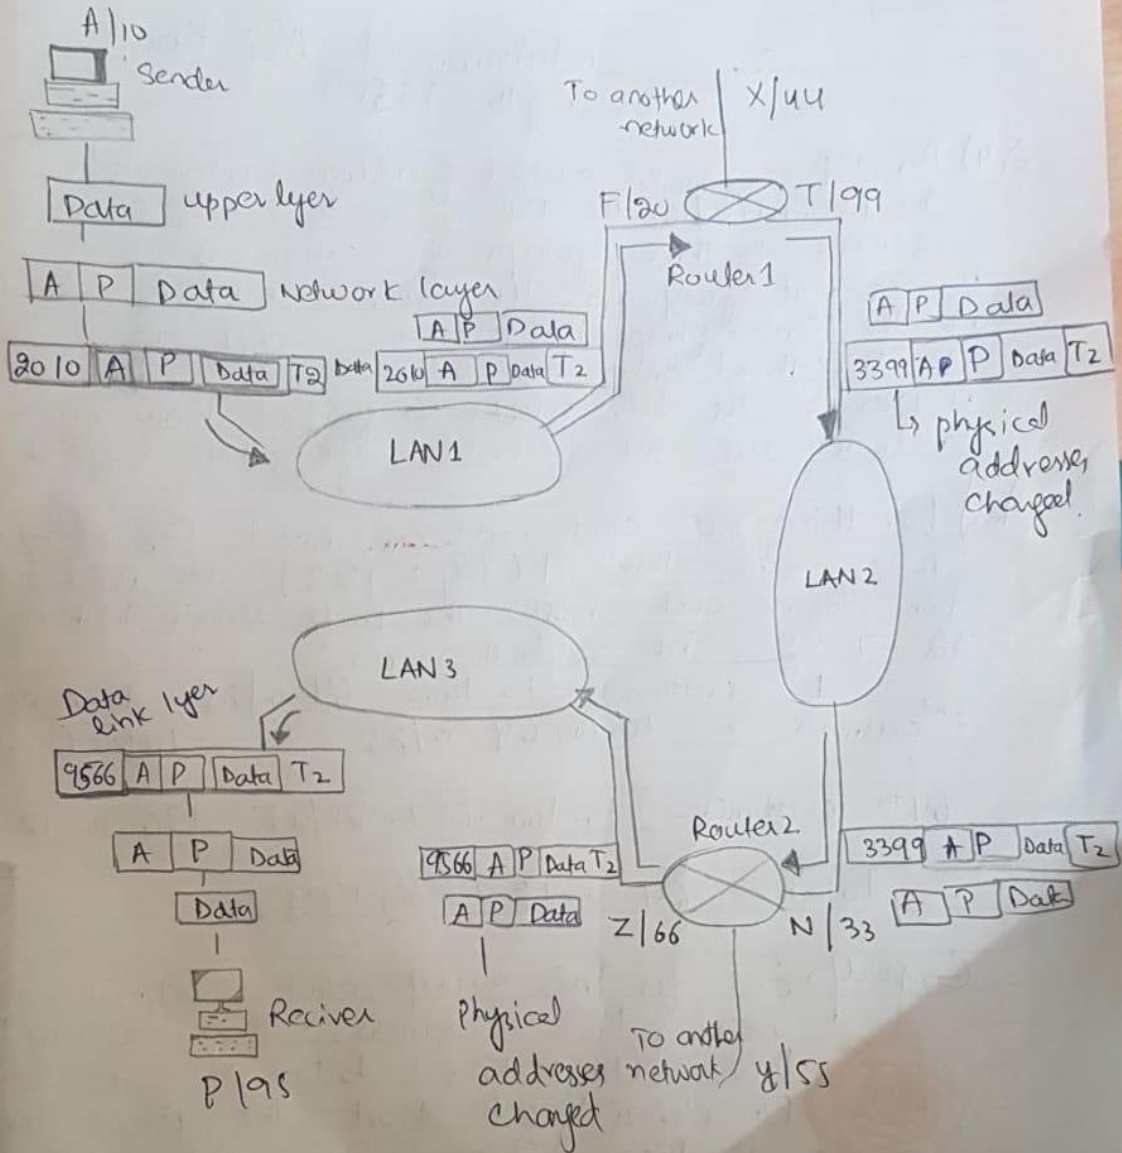 A/10
Sender
To another
network
X/44
Data
upper lyer
F/20
T/99
Router1
A P Data
Network layer
A P Data
A P Data
2010 A P Data T2
Data
2010 A P Data T2
3399 AP P Data T2
LAN1
physical
addresses
changed.
LAN2
LAN3
Data
link lyer
9566 A P Data T2
Router2
A P Data
9566 A P Data T2
3399 A P Data T2
A P Data
A P Data
Data
Z/66
N/33
Reciver
physical
addresses
changed
To another
network
y/55
P/95